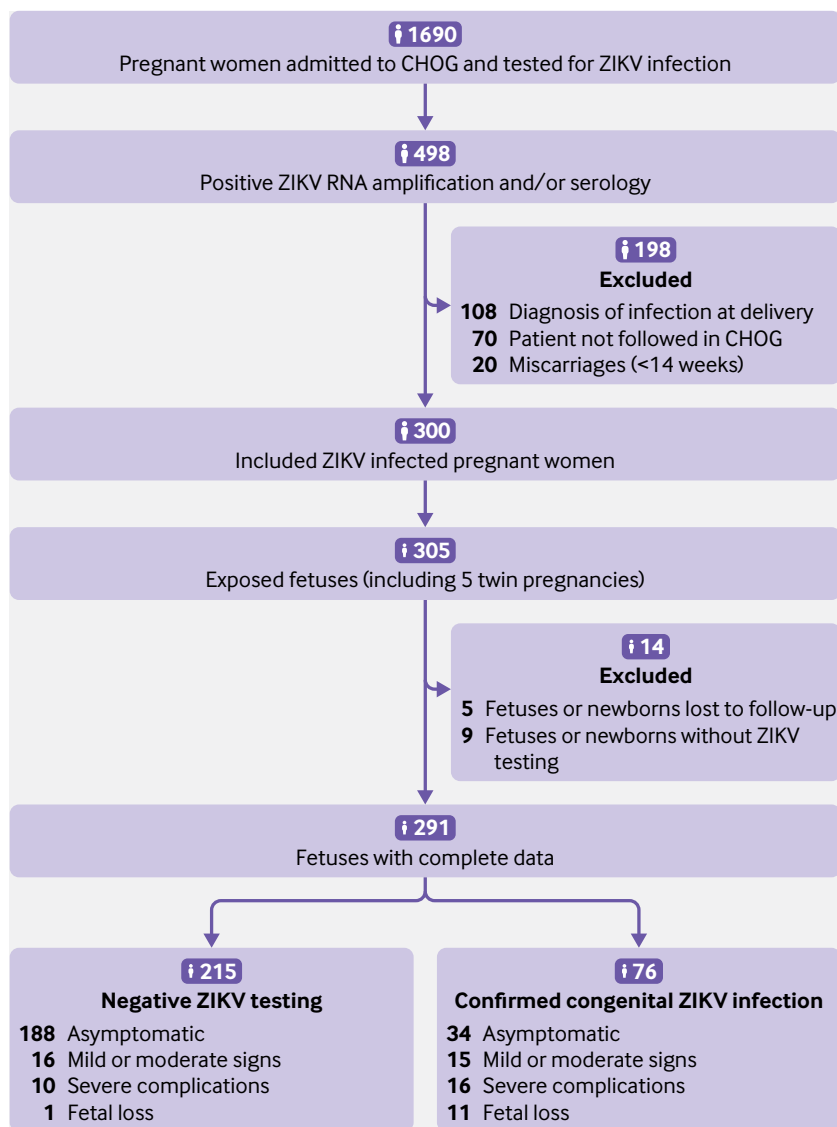 1690
Pregnant women admitted to CHOG and tested for ZIKV infection
498
Positive ZIKV RNA amplification and/or serology
198
Excluded
108 Diagnosis of infection at delivery
70 Patient not followed in CHOG
20 Miscarriages (<14 weeks)
300
Included ZIKV infected pregnant women
305
Exposed fetuses (including 5 twin pregnancies)
14
Excluded
5 Fetuses or newborns lost to follow-up
9 Fetuses or newborns without ZIKV
testing
291
Fetuses with complete data
215
Negative ZIKV testing
188 Asymptomatic
16 Mild or moderate signs
10 Severe complications
1 Fetal loss
76
Confirmed congenital ZIKV infection
34 Asymptomatic
15 Mild or moderate signs
16 Severe complications
11 Fetal loss